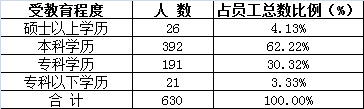 受教育程度 人 数 占员工总数比例（%）
硕士以上学历 26 4.13%
本科学历 392 62.22%
专科学历 191 30.32%
专科以下学历 21 3.33%
合 计 630 100.00%